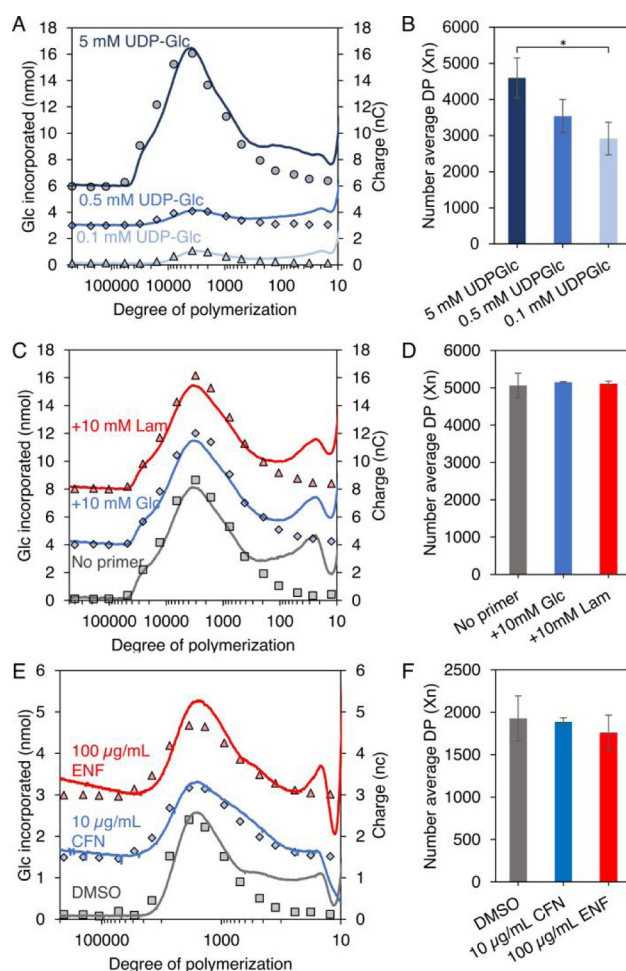 A
5 mM UDP-Glc
0.5 mM UDP-Glc
0.1 mM UDP-Glc
18
16
14
12
10
8
6
4
2
0
Glc incorporated (nmol)
18
16
14
12
10
8
6
4
2
0
Charge (nC)
100000 10000 1000 100 10
Degree of polymerization
B
*
6000
5000
4000
3000
2000
1000
0
Number average DP (Xn)
5 mM UDPGlc
0.5 mM UDPGlc
0.1 mM UDPGlc
C
+10 mM Lam
+10 mM Glc
No primer
18
16
14
12
10
8
6
4
2
0
Glc incorporated (nmol)
18
16
14
12
10
8
6
4
2
0
Charge (nC)
100000 10000 1000 100 10
Degree of polymerization
D
6000
5000
4000
3000
2000
1000
0
Number average DP (Xn)
No primer
+10mM Glc
+10mM Lam
E
100 µg/mL
ENF
10 µg/mL
CFN
DMSO
6
5
4
3
2
1
0
Glc incorporated (nmol)
6
5
4
3
2
1
0
Charge (nc)
100000 1000 10
Degree of polymerization
F
2500
2000
1500
1000
500
0
Number average DP (Xn)
DMSO
10 µg/mL CFN
100 µg/mL ENF